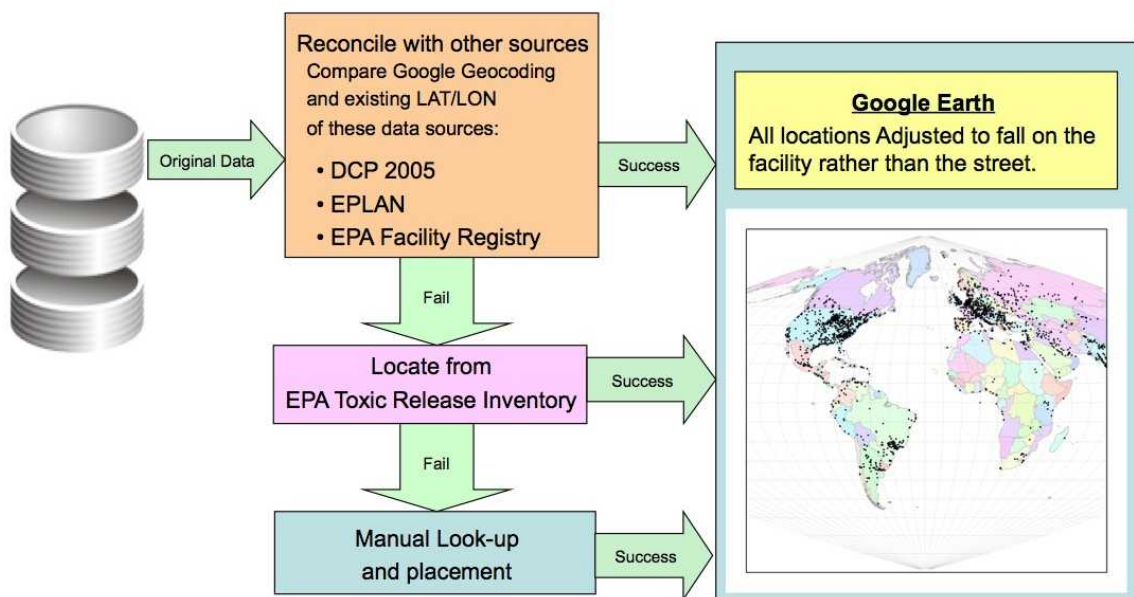 Reconcile with other sources
Compare Google Geocoding
and existing LAT/LON
of these data sources:
• DCP 2005
• EPLAN
• EPA Facility Registry
Original Data
Success
Google Earth
All locations Adjusted to fall on the
facility rather than the street.
Fail
Locate from
EPA Toxic Release Inventory
Success
Fail
Manual Look-up
and placement
Success